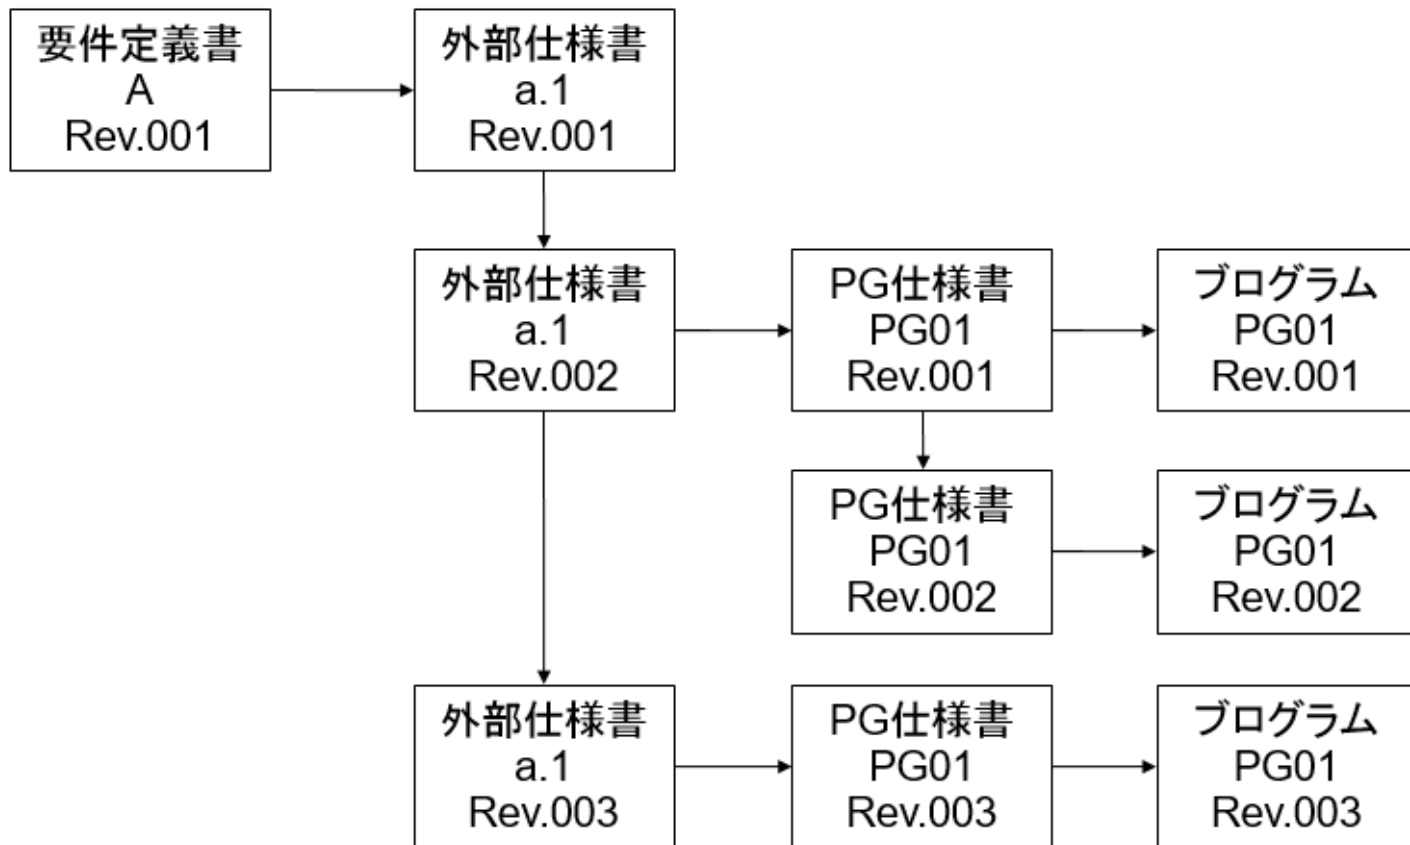 要件定義書
A
Rev.001
外部仕様書
a.1
Rev.001
外部仕様書
a.1
Rev.002
PG仕様書
PG01
Rev.001
ブログラム
PG01
Rev.001
PG仕様書
PG01
Rev.002
ブログラム
PG01
Rev.002
外部仕様書
a.1
Rev.003
PG仕様書
PG01
Rev.003
ブログラム
PG01
Rev.003